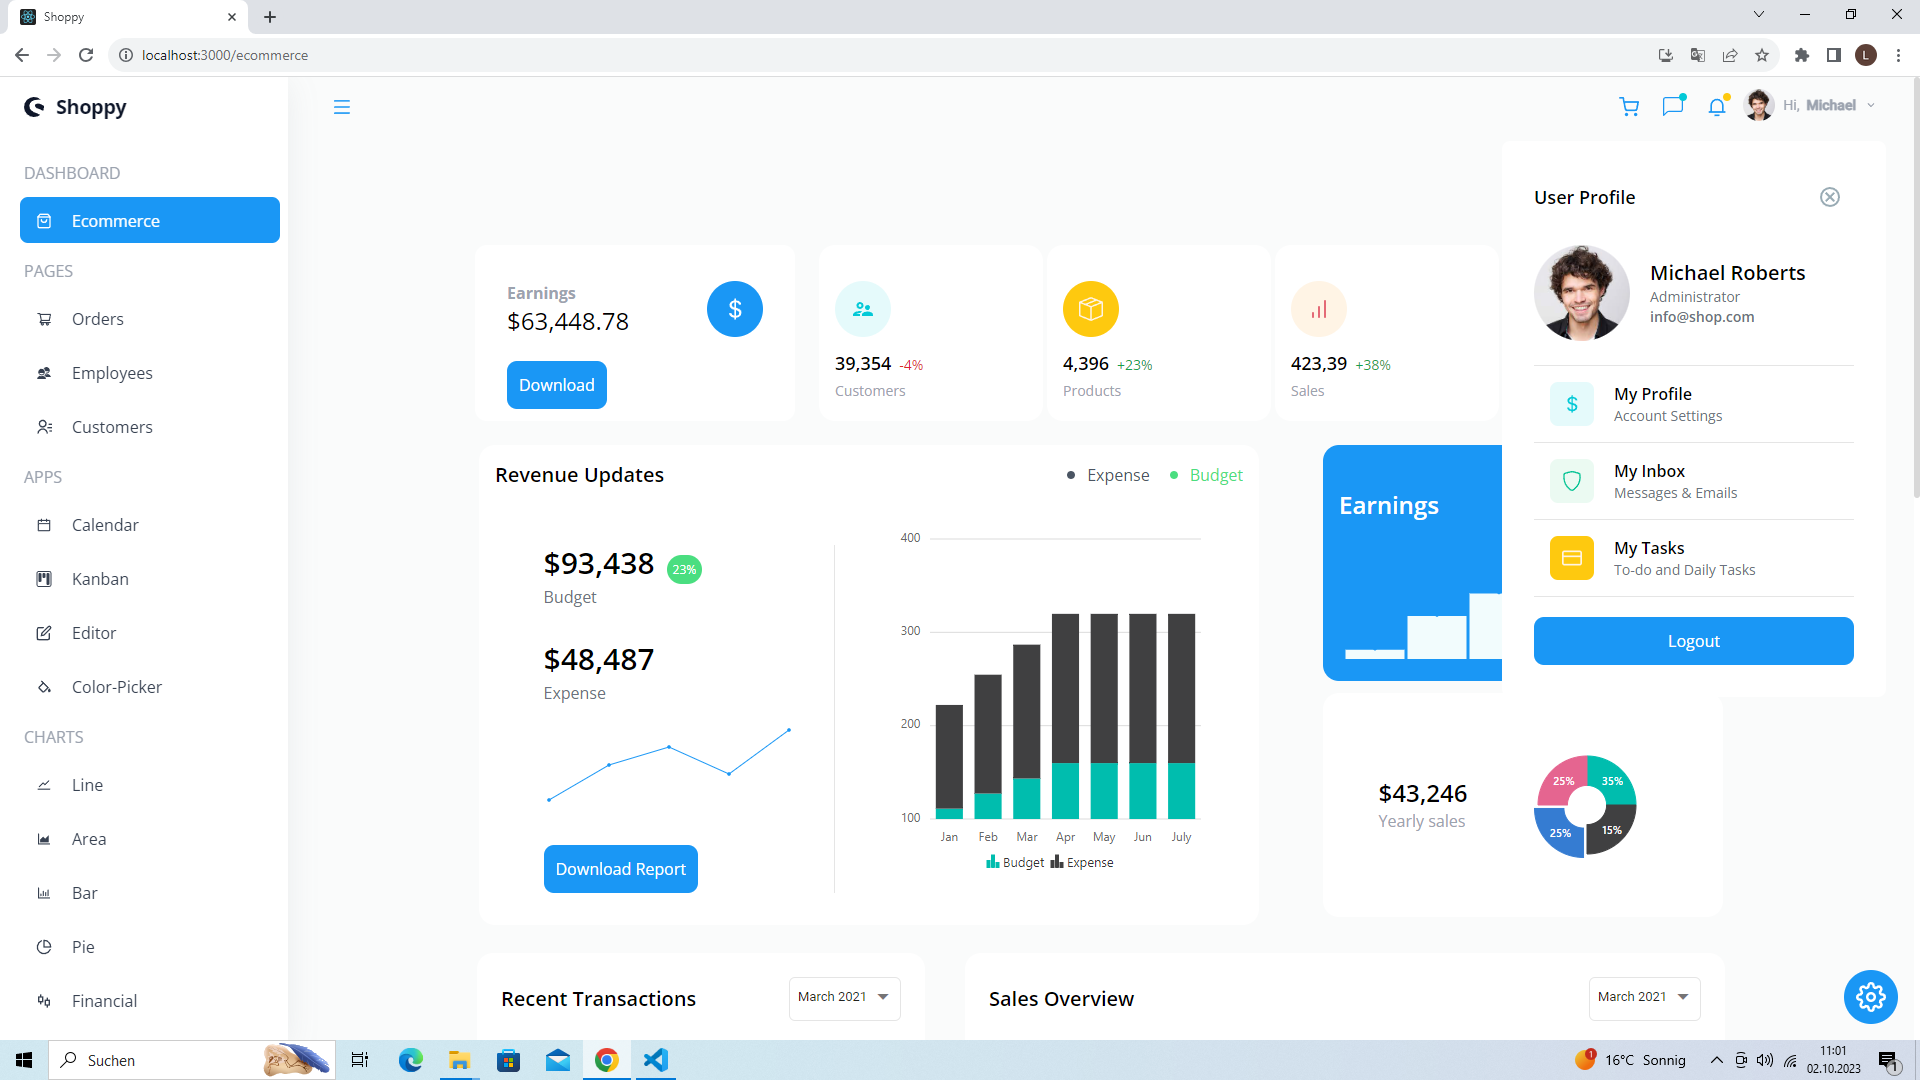 Shoppy
localhost:3000/ecommerce
L
Shoppy
Hi, Michael
DASHBOARD
Ecommerce
PAGES
Orders
Employees
Customers
APPS
Calendar
Kanban
Editor
Color-Picker
CHARTS
Line
Area
Bar
Pie
Financial
Earnings
$63,448.78
$
Download
39,354 -4%
Customers
4,396 +23%
Products
423,39 +38%
Sales
Revenue Updates
Expense
Budget
$93,438 23%
Budget
$48,487
Expense
Download Report
400
300
200
100
Jan Feb Mar Apr May Jun July
Budget Expense
Earnings
User Profile
Michael Roberts
Administrator
info@shop.com
$
My Profile
Account Settings
My Inbox
Messages & Emails
My Tasks
To-do and Daily Tasks
Logout
$43,246
Yearly sales
25% 35%
25% 15%
Recent Transactions
March 2021
Sales Overview
March 2021
Suchen
1
16°C Sonnig
11:01
02.10.2023
1